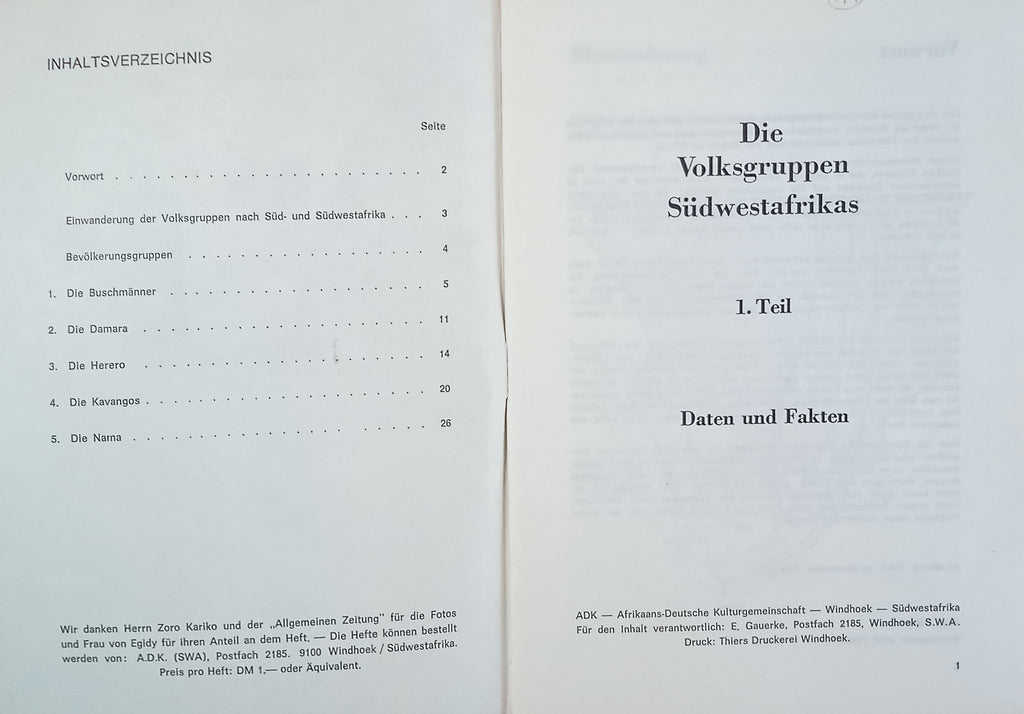 INHALTSVERZEICHNIS
Seite
Vorwort . . . . . . . . . . . . . . . . . . . . . . . 2
Einwanderung der Volksgruppen nach Süd- und Südwestafrika . . . 3
Bevölkerungsgruppen . . . . . . . . . . . . . . . . . . 4
1. Die Buschmänner . . . . . . . . . . . . . . . . . . . 5
2. Die Damara . . . . . . . . . . . . . . . . . . . . . 11
3. Die Herero . . . . . . . . . . . . . . . . . . . . . 14
4. Die Kavangos . . . . . . . . . . . . . . . . . . . . . 20
5. Die Nama . . . . . . . . . . . . . . . . . . . . 26
Wir danken Herrn Zoro Kariko und der „Allgemeinen Zeitung" für die Fotos
und Frau von Egidy für ihren Anteil an dem Heft. — Die Hefte können bestellt
werden von: A.D.K. (SWA), Postfach 2185. 9100 Windhoek / Südwestafrika.
Preis pro Heft: DM 1,— oder Äquivalent.
Die
Volksgruppen
Südwestafrikas
1. Teil
Daten und Fakten
ADK — Afrikaans-Deutsche Kulturgemeinschaft — Windhoek — Südwestafrika
Für den Inhalt verantwortlich: E. Gauerke, Postfach 2185, Windhoek, S.W.A.
Druck: Thiers Druckerei Windhoek.
1